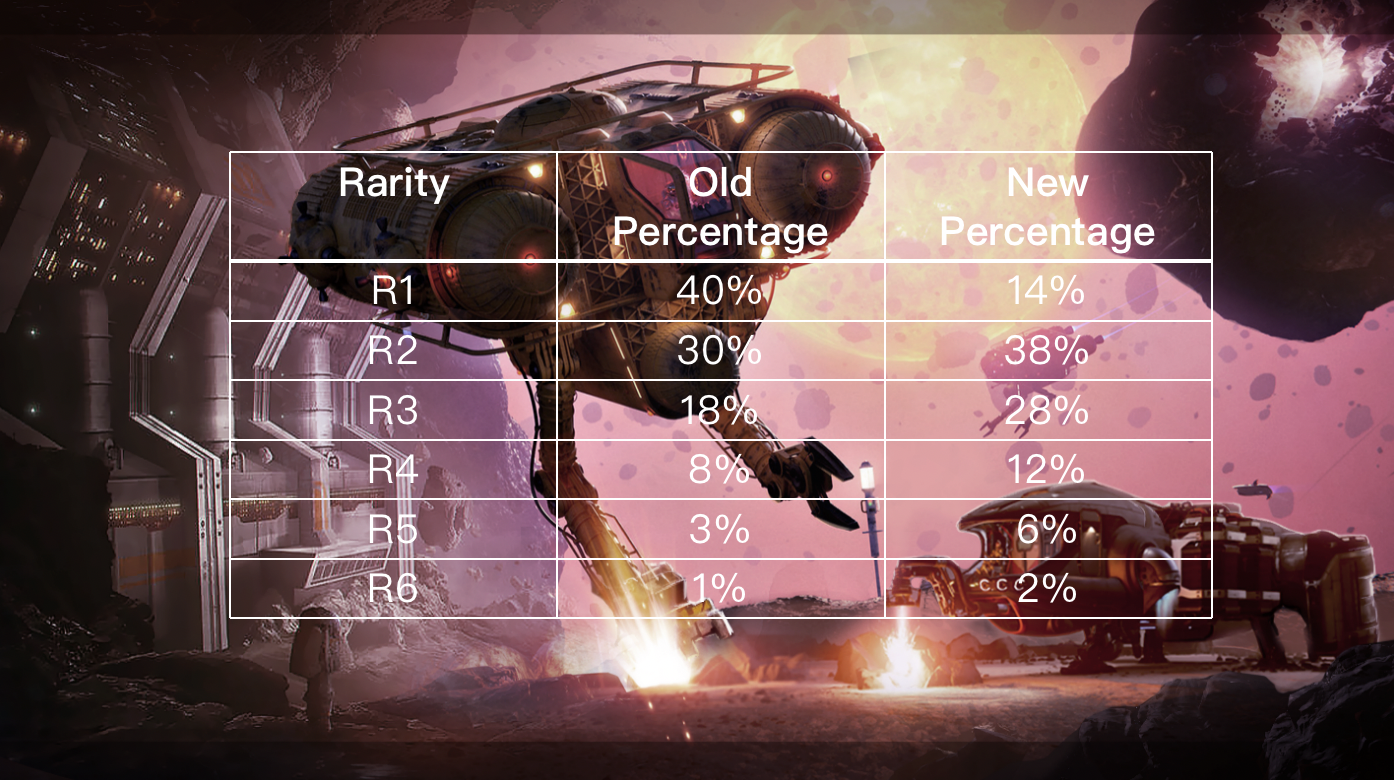 Rarity Old Percentage New Percentage
R1 40% 14%
R2 30% 38%
R3 18% 28%
R4 8% 12%
R5 3% 6%
R6 1% 2%